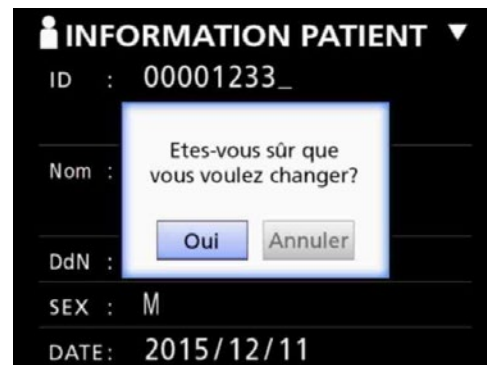 INFORMATION PATIENT ▼
ID : 00001233_
Etes-vous sûr que
vous voulez changer?
Nom :
Oui Annuler
DdN :
SEX : M
DATE: 2015/12/11